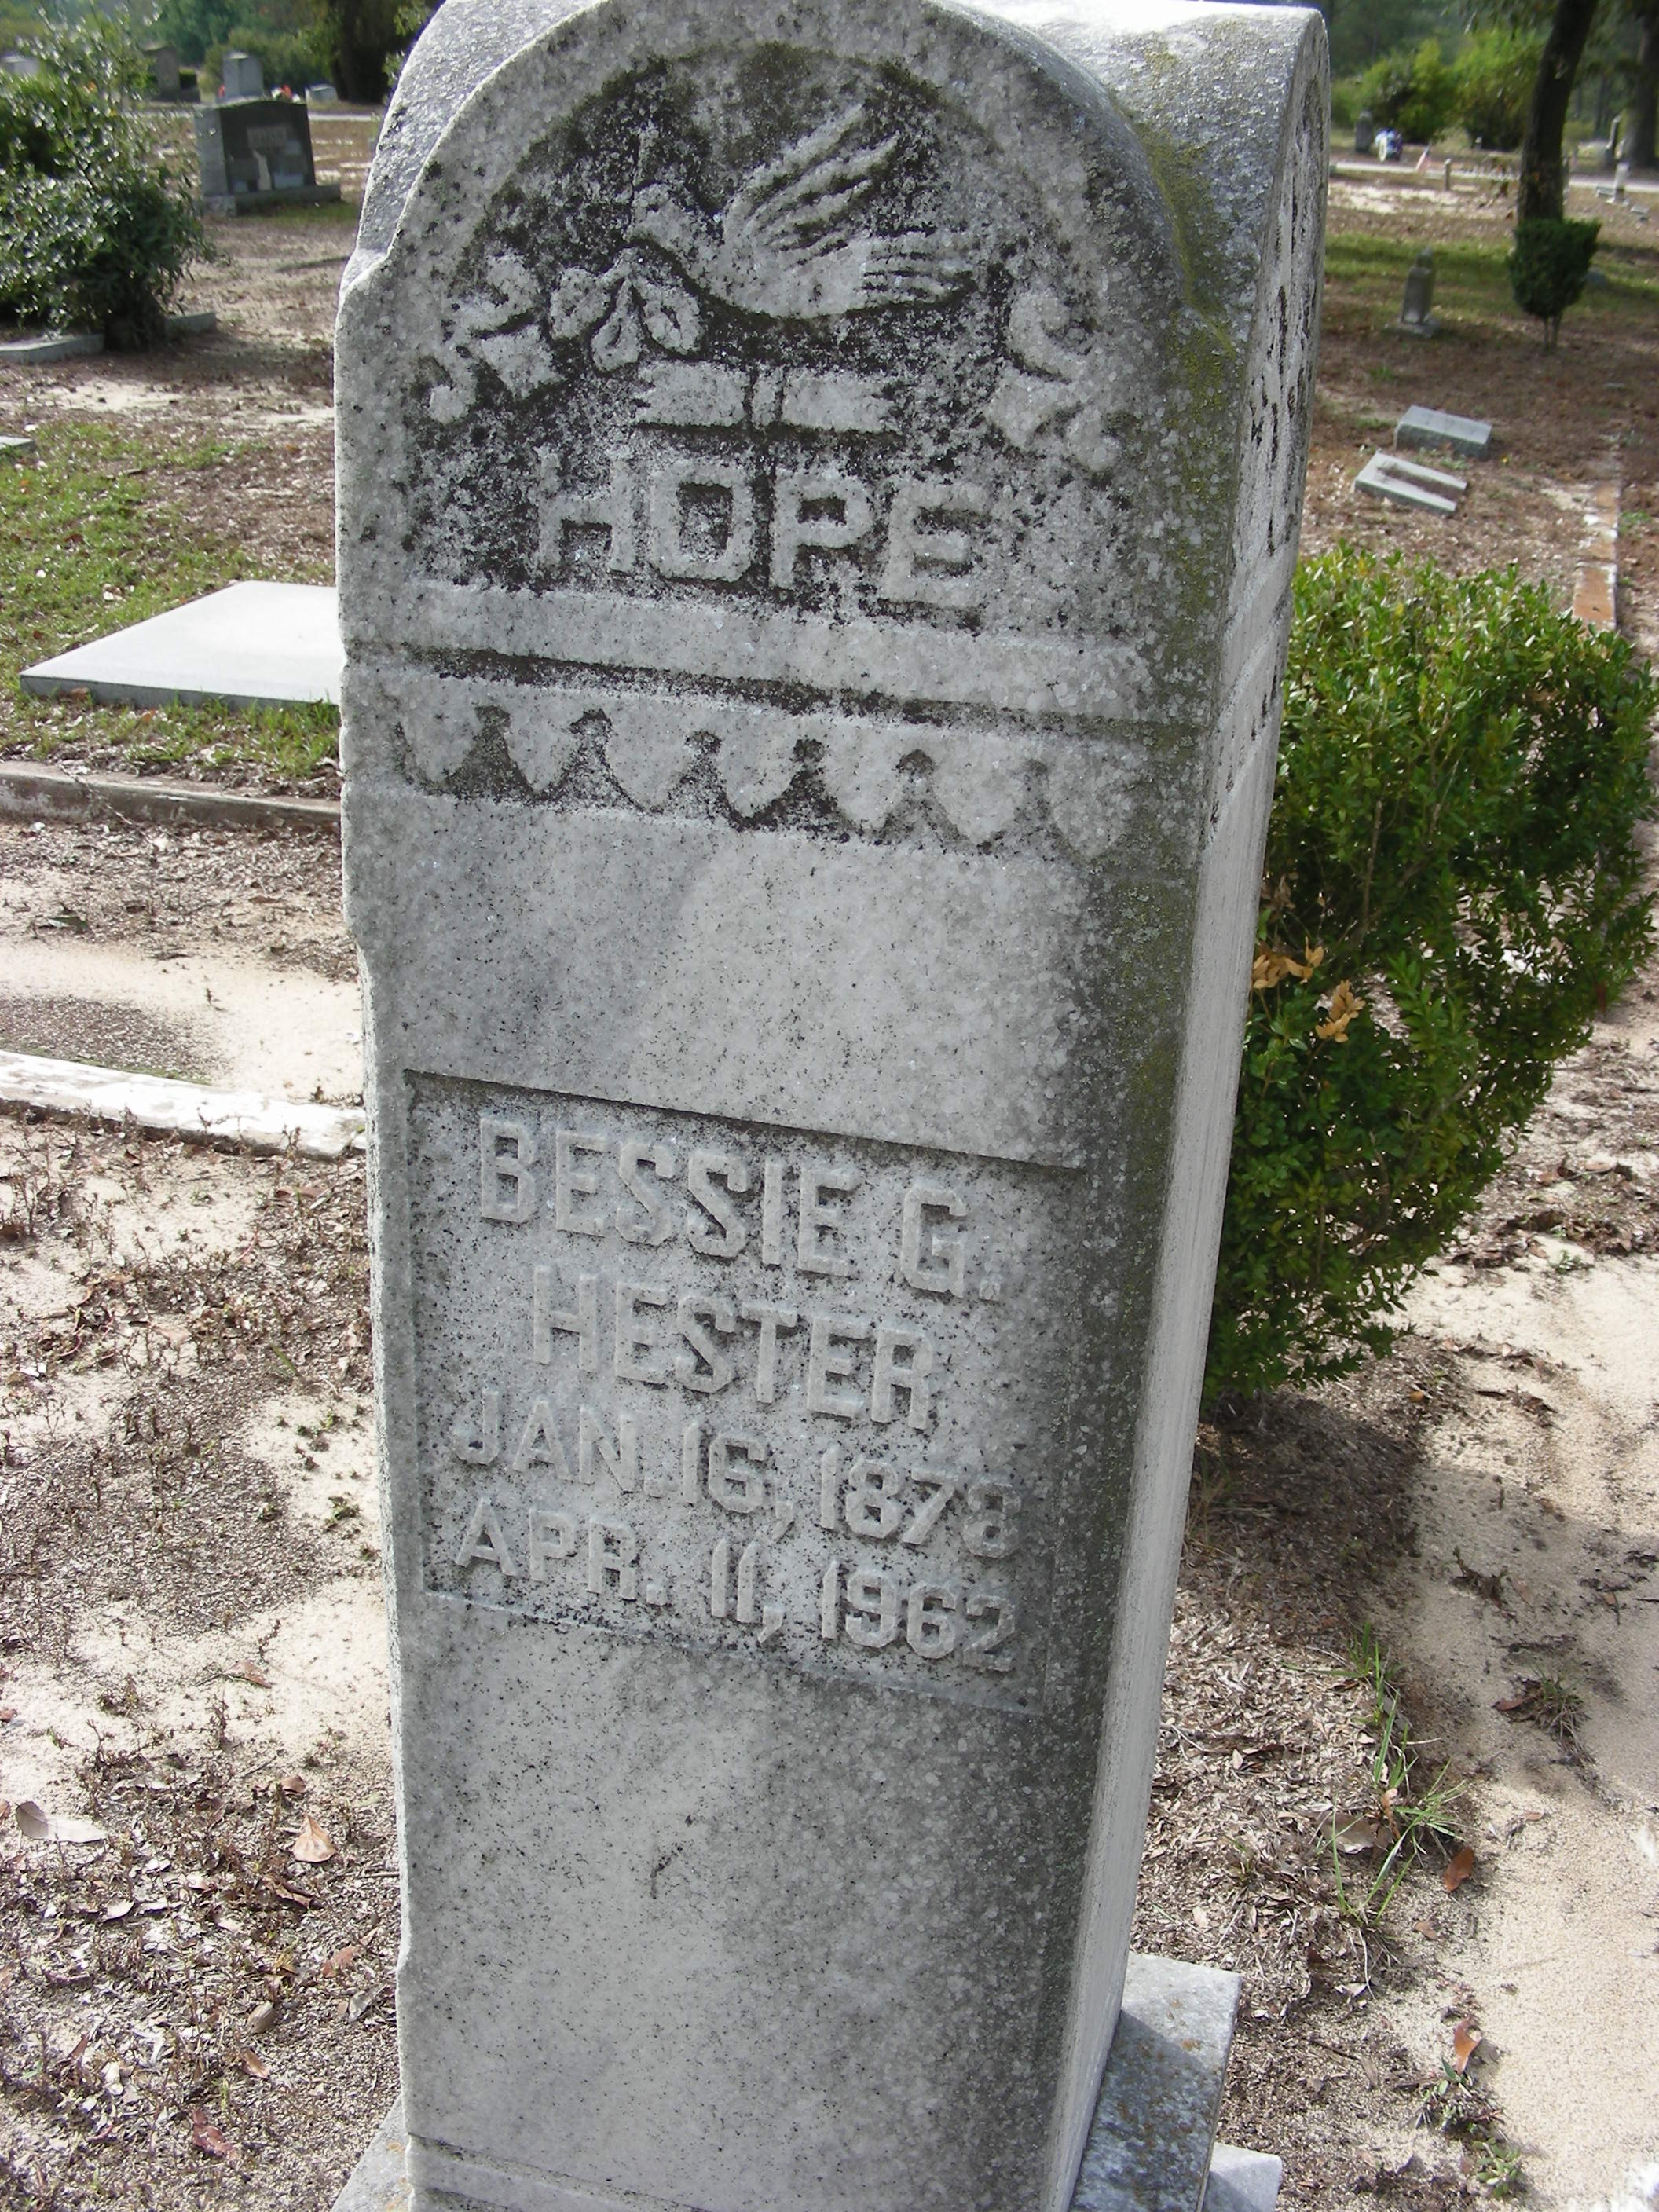 HOPE
BESSIE G.
HESTER
JAN. 16, 1878
APR. 11, 1962